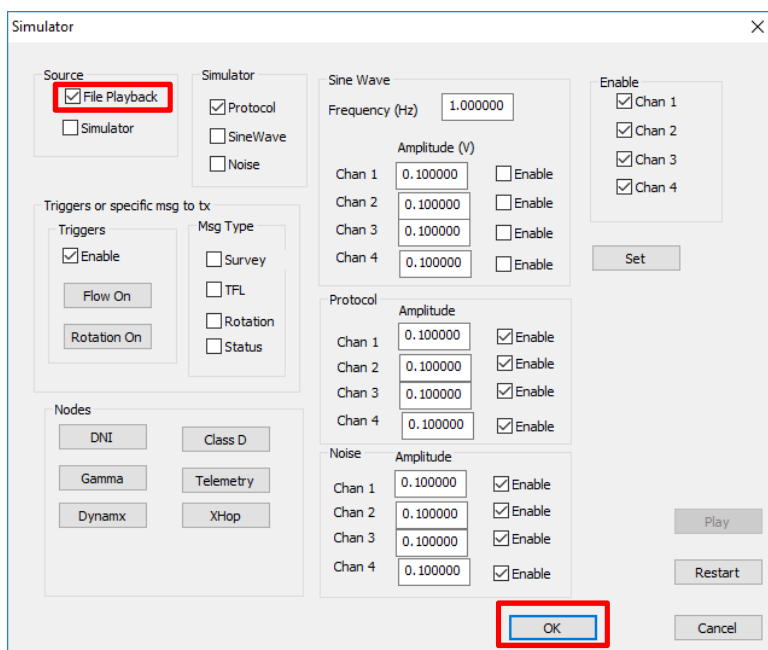 Simulator
Source
File Playback
Simulator
Simulator
Protocol
SineWave
Noise
Sine Wave
Frequency (Hz) 1.000000
Amplitude (V)
Chan 1 0.100000 Enable
Chan 2 0.100000 Enable
Chan 3 0.100000 Enable
Chan 4 0.100000 Enable
Enable
Chan 1
Chan 2
Chan 3
Chan 4
Set
Triggers or specific msg to tx
Triggers
Enable
Flow On
Rotation On
Msg Type
Survey
TFL
Rotation
Status
Protocol
Amplitude
Chan 1 0.100000 Enable
Chan 2 0.100000 Enable
Chan 3 0.100000 Enable
Chan 4 0.100000 Enable
Nodes
DNI Class D
Gamma Telemetry
Dynamx XHop
Noise
Amplitude
Chan 1 0.100000 Enable
Chan 2 0.100000 Enable
Chan 3 0.100000 Enable
Chan 4 0.100000 Enable
Play
Restart
OK Cancel